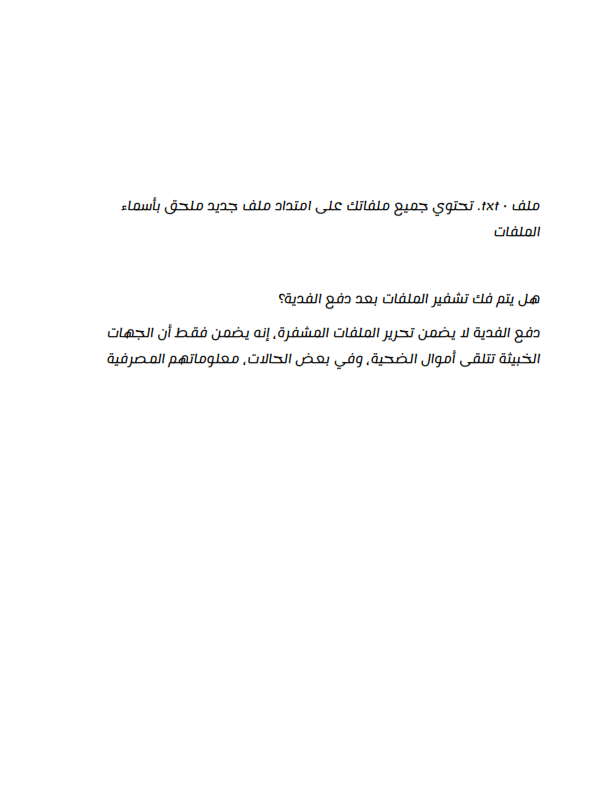 ملف · txt. تحتوي جميع ملفاتك على امتداد ملف جديد ملحق بأسماء
الملفات
هل يتم فك تشفير الملفات بعد دفع الفدية؟
دفع الفدية لا يضمن تحرير الملفات المشفرة، إنه يضمن فقط أن الجهات
الخبيثة تتلقى أموال الضحية، وفي بعض الحالات، معلوماتهم المصرفية